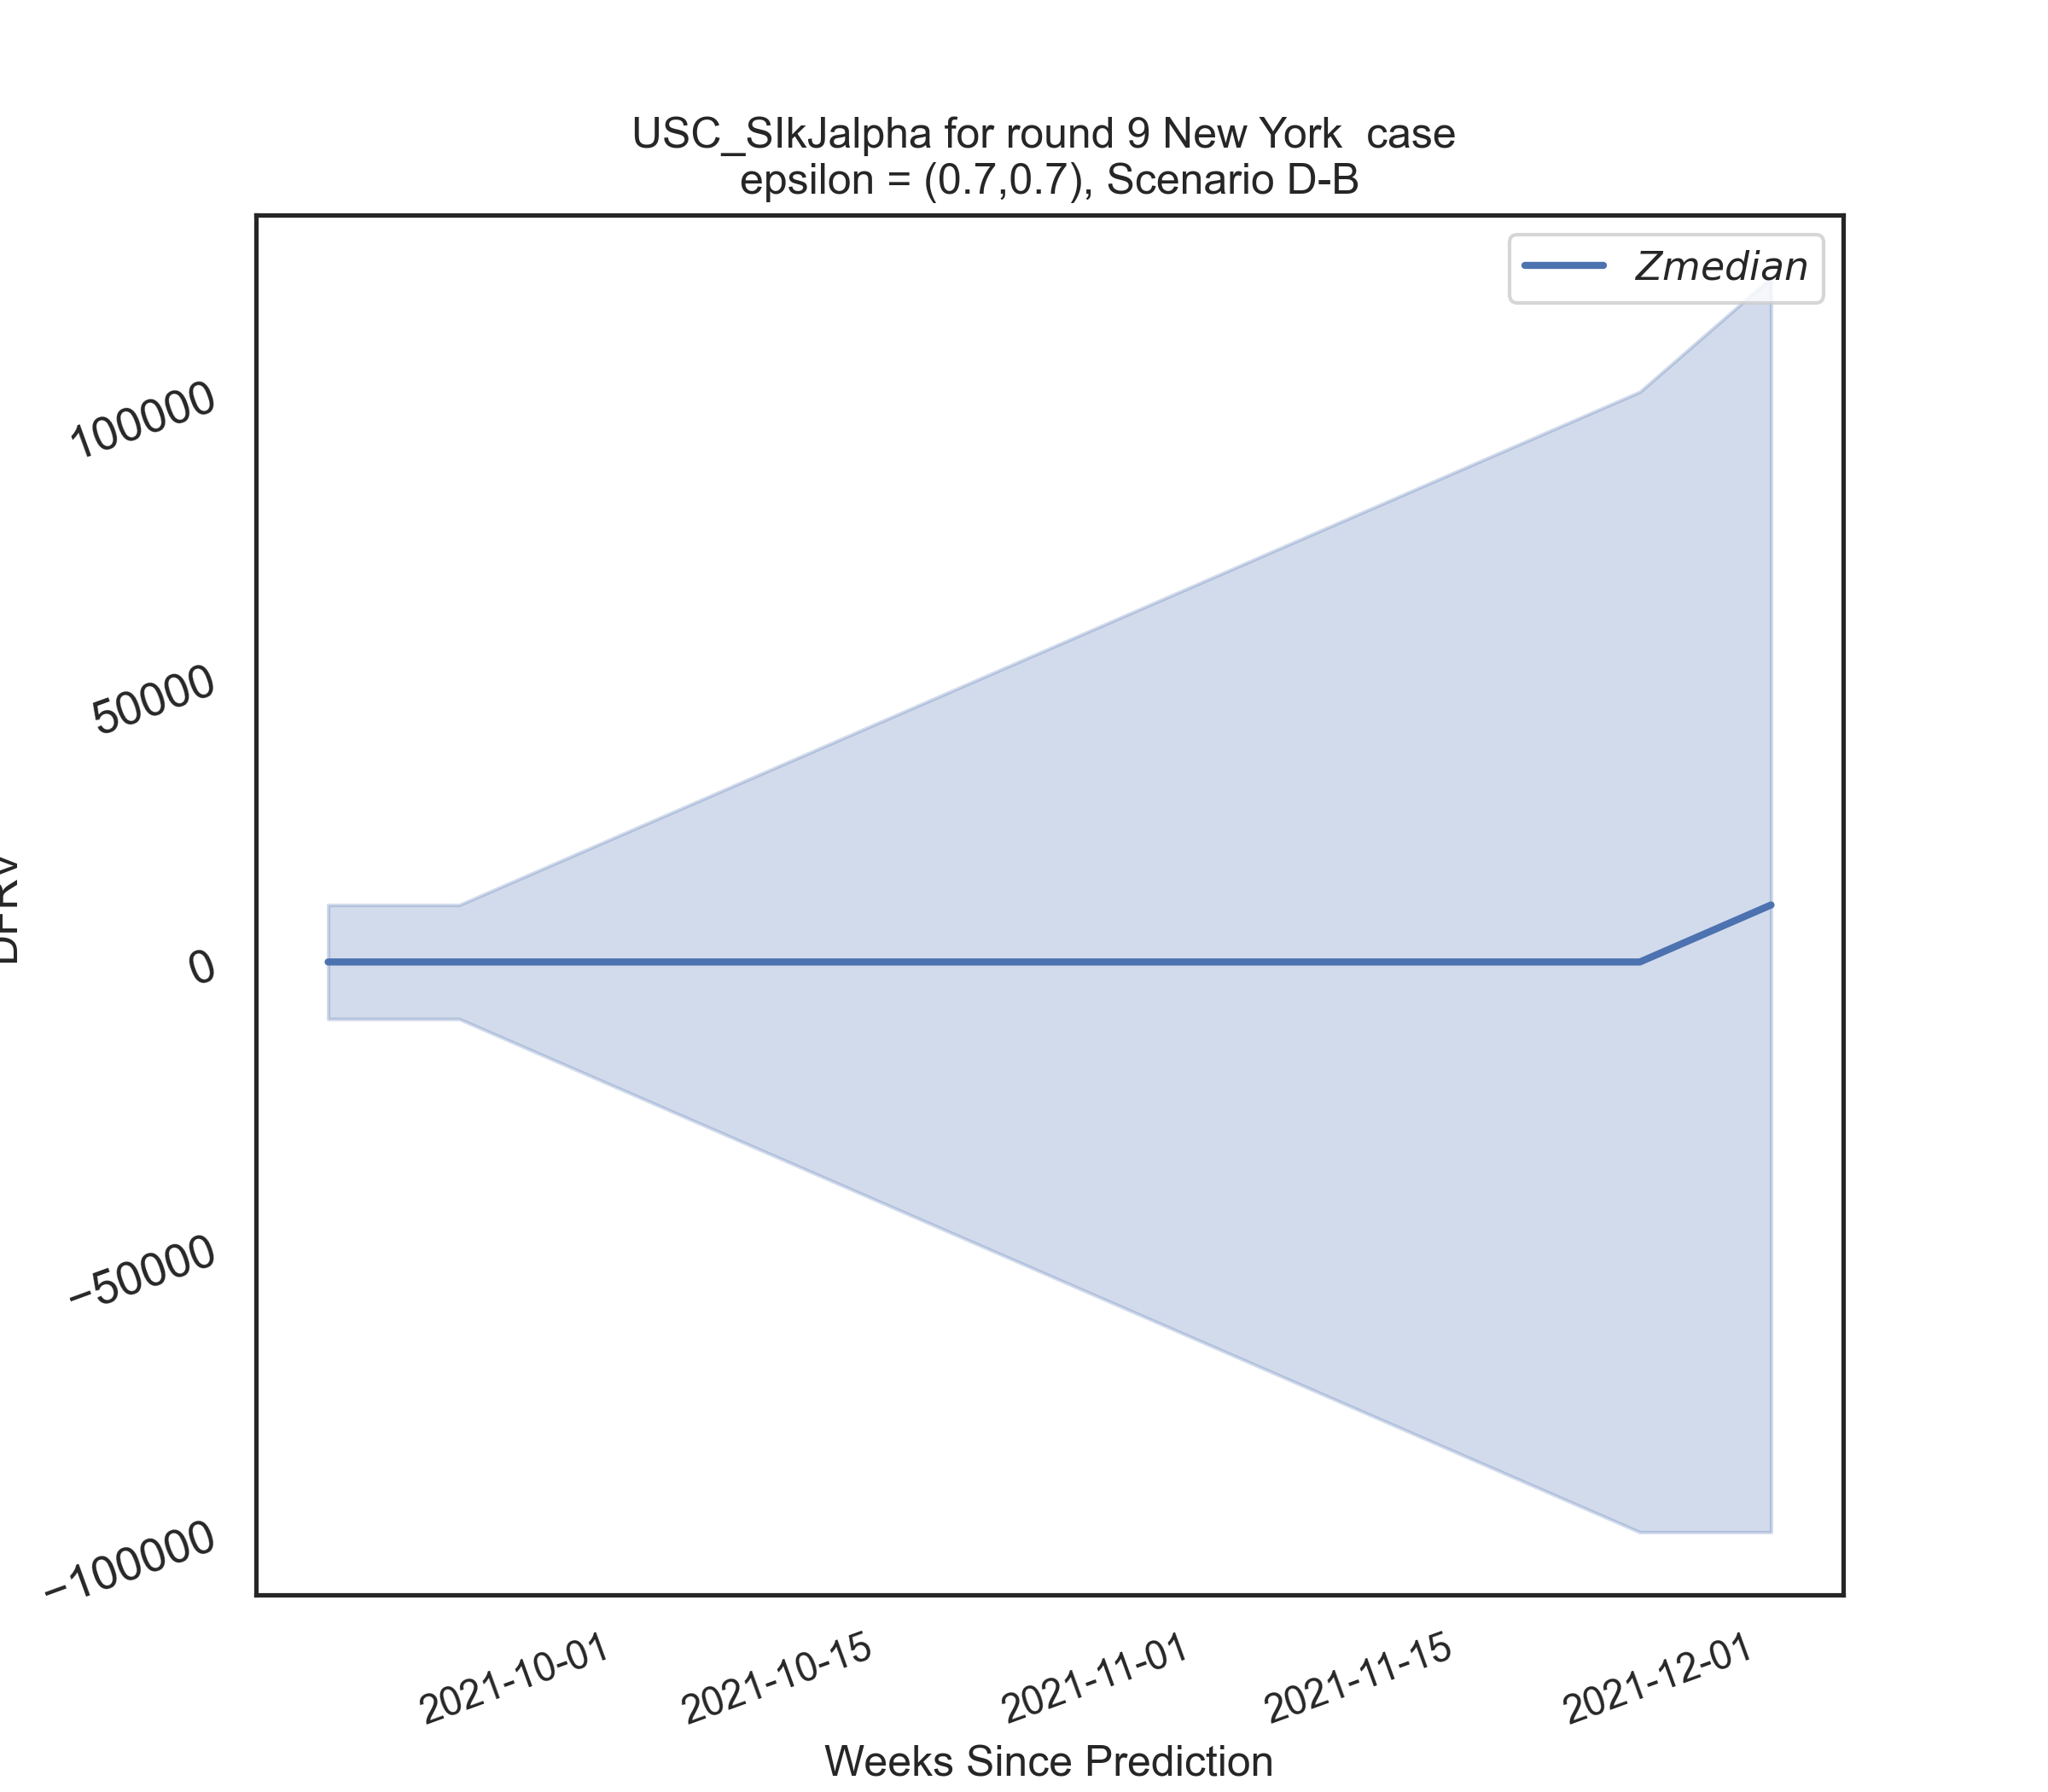 USC_SIkJalpha for round 9 New York  case
epsilon = (0.7,0.7), Scenario D-B
Zmedian
100000
50000
0
−50000
−100000
2021-10-01
2021-10-15
2021-11-01
2021-11-15
2021-12-01
Weeks Since Prediction